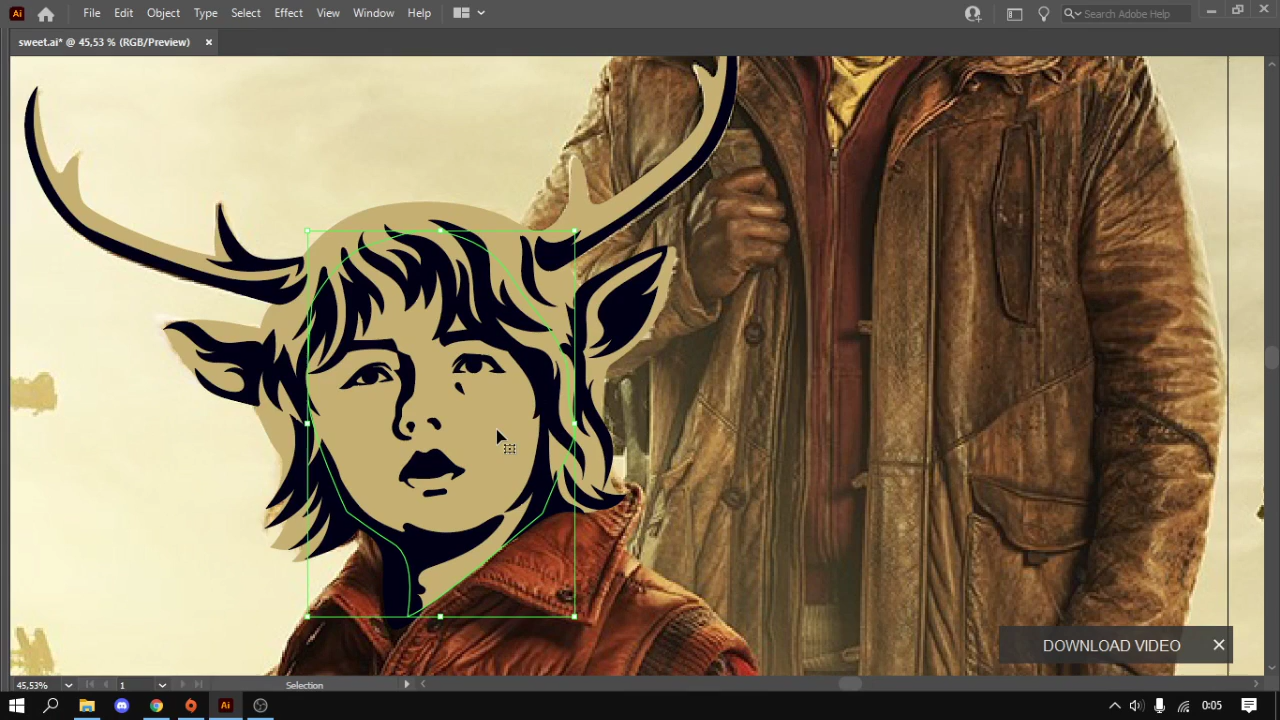 Ai File Edit Object Type Select Effect View Window Help Search Adobe Help
sweet.ai* @ 45,53 % (RGB/Preview) ×
DOWNLOAD VIDEO
45,53% 1 Selection
Ai 0:05